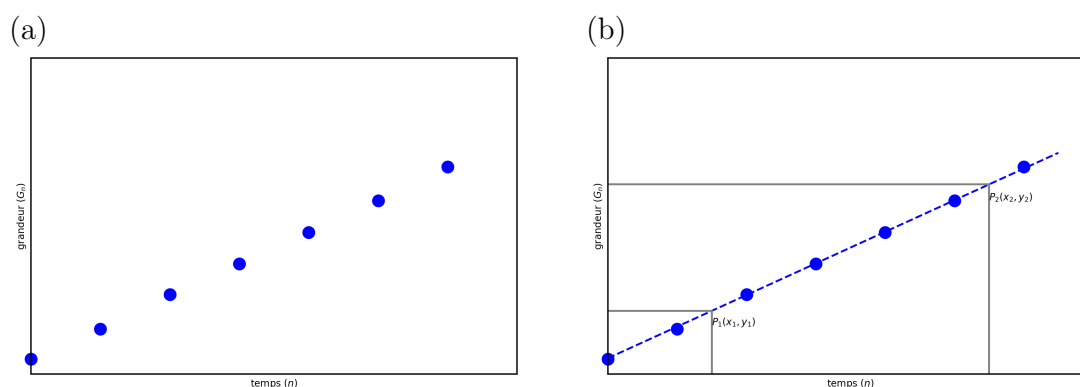 (a)
grandeur (Gₙ)
temps (n)
(b)
grandeur (Gₙ)
P₂(x₂, y₂)
P₁(x₁, y₁)
temps (n)